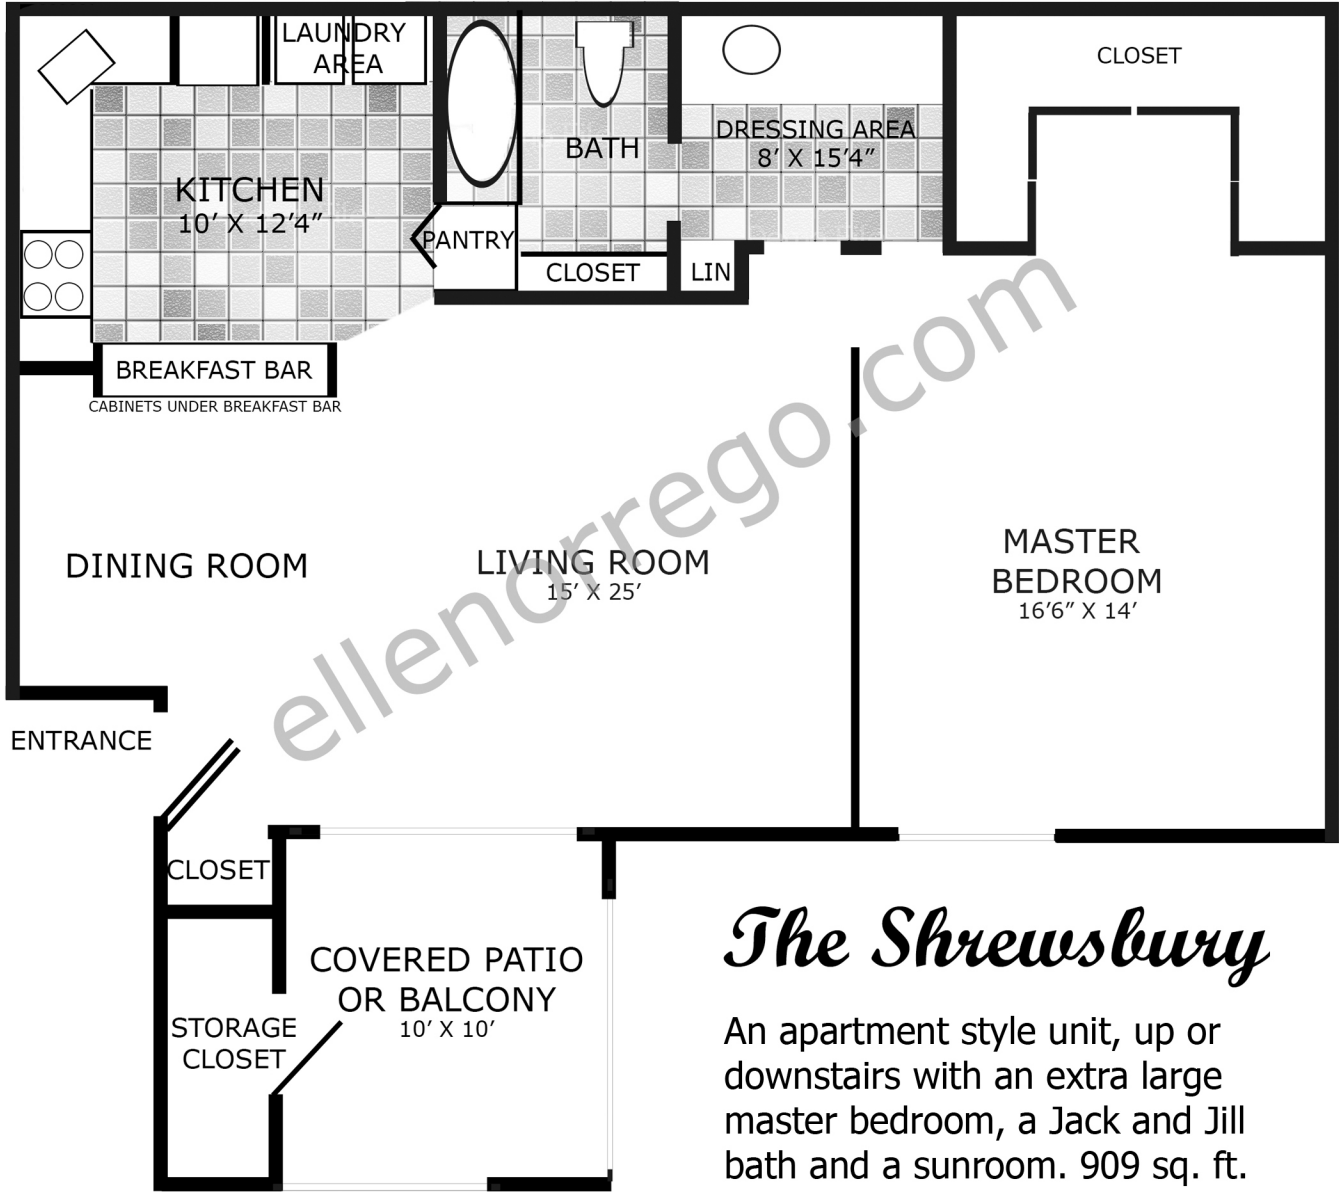 LAUNDRY
AREA
CLOSET
DRESSING AREA
8’ X 15’4”
BATH
KITCHEN
10’ X 12’4”
PANTRY
CLOSET
LIN
BREAKFAST BAR
CABINETS UNDER BREAKFAST BAR
ellenorrego.com
DINING ROOM
LIVING ROOM
15’ X 25’
MASTER
BEDROOM
16’6” X 14’
ENTRANCE
CLOSET
COVERED PATIO
OR BALCONY
10’ X 10’
STORAGE
CLOSET
The Shrewsbury
An apartment style unit, up or
downstairs with an extra large
master bedroom, a Jack and Jill
bath and a sunroom. 909 sq. ft.